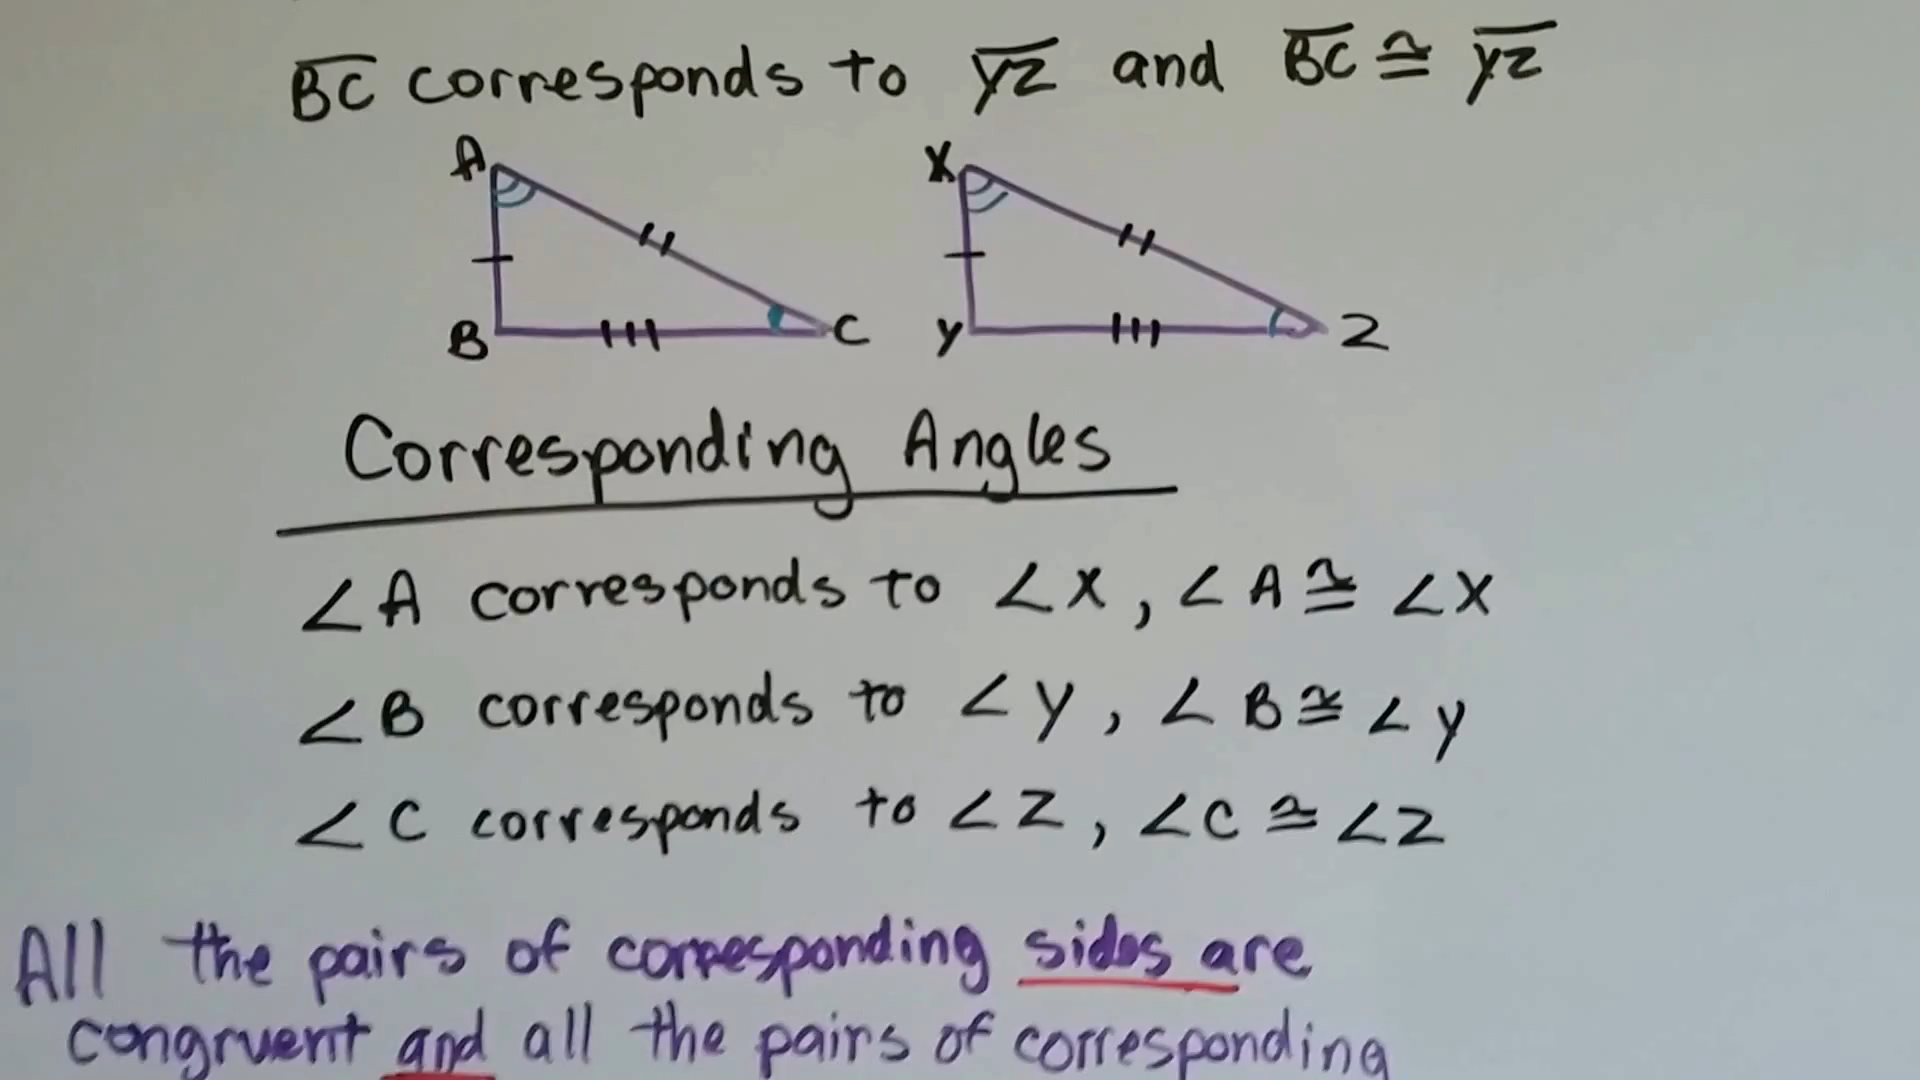 BC corresponds to YZ and BC ≅ YZ
A X
B C Y Z
Corresponding Angles
∠A corresponds to ∠X, ∠A ≅ ∠X
∠B corresponds to ∠Y, ∠B ≅ ∠Y
∠C corresponds to ∠Z, ∠C ≅ ∠Z
All the pairs of corresponding sides are
congruent and all the pairs of corresponding